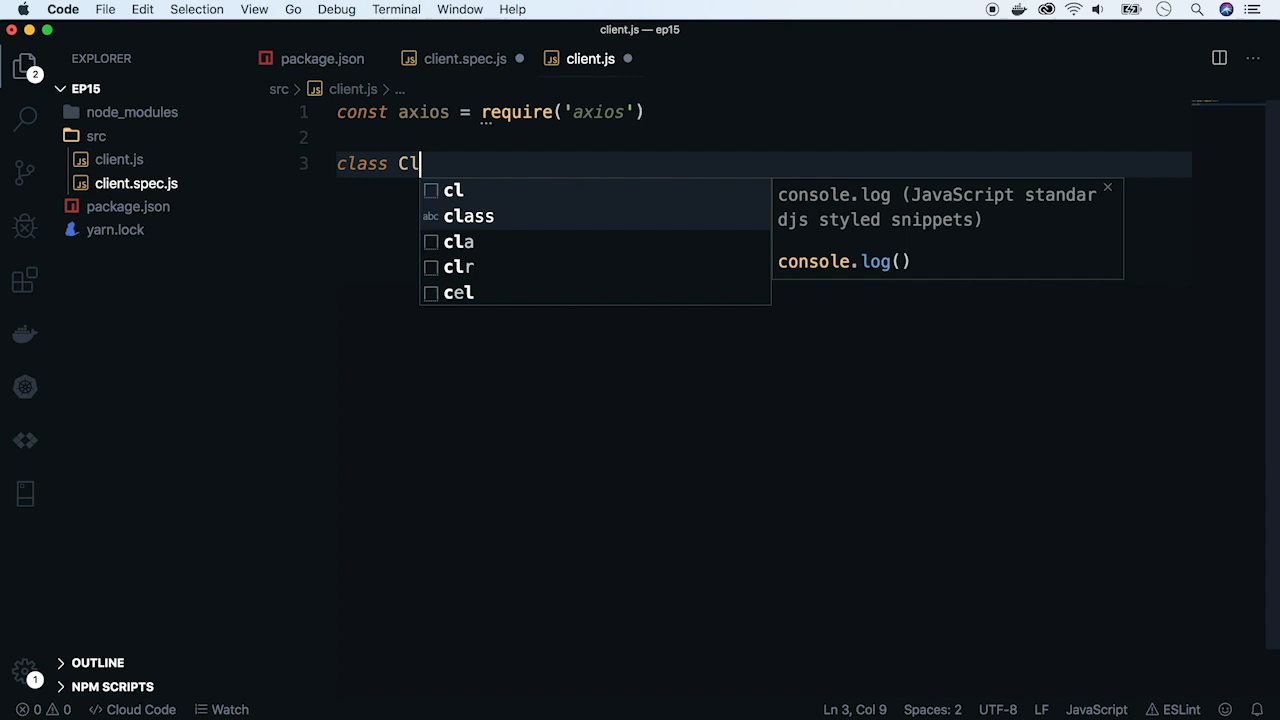 Code File Edit Selection View Go Debug Terminal Window Help
client.js — ep15
2
EXPLORER
package.json
client.spec.js
client.js
EP15
src client.js ...
node_modules
src
client.js
client.spec.js
package.json
yarn.lock
1 const axios = require('axios')
2
3 class Cl
cl
abc class
cla
clr
cel
console.log (JavaScript standar
djs styled snippets)
console.log()
OUTLINE
NPM SCRIPTS
1
0 0 Cloud Code Watch
Ln 3, Col 9 Spaces: 2 UTF-8 LF JavaScript ESLint